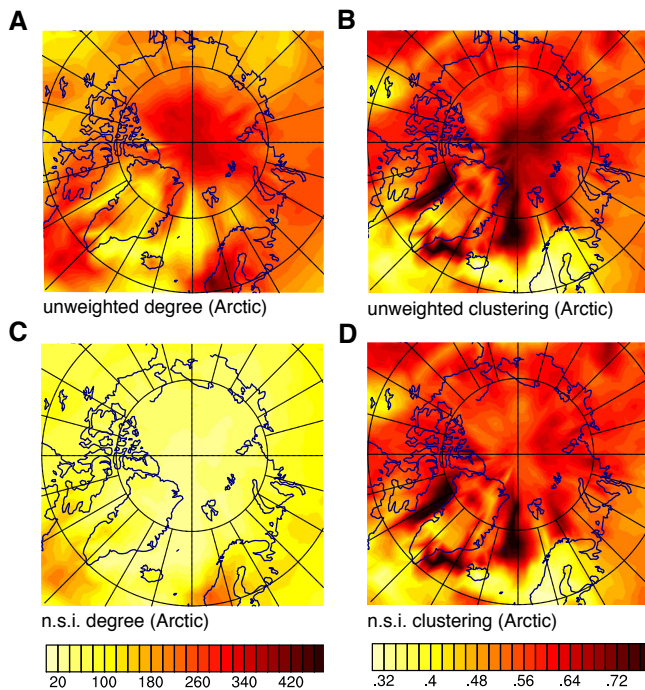 A
B
unweighted degree (Arctic)
unweighted clustering (Arctic)
C
D
n.s.i. degree (Arctic)
n.s.i. clustering (Arctic)
20 100 180 260 340 420
.32 .4 .48 .56 .64 .72